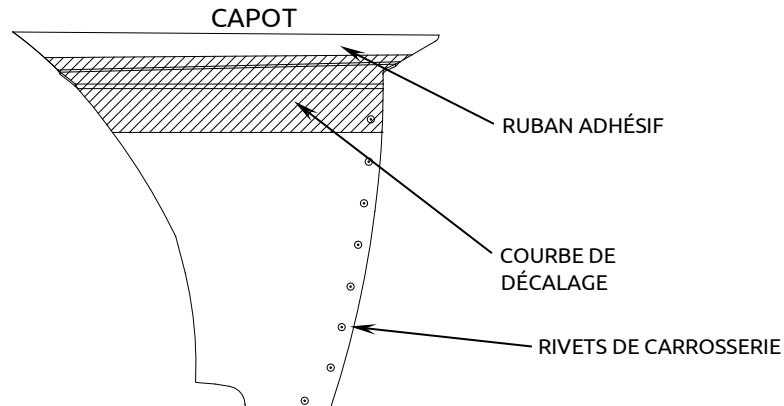 CAPOT
RUBAN ADHÉSIF
COURBE DE
DÉCALAGE
RIVETS DE CARROSSERIE